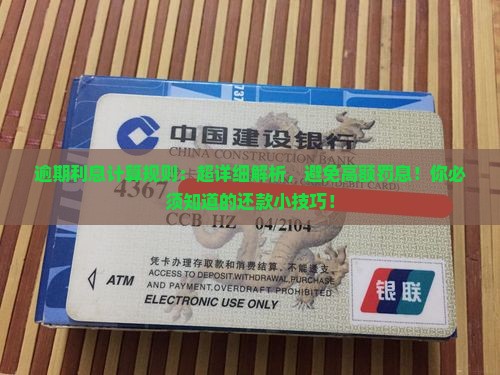 中国建设银行
CHINA CONSTRUCTION BANK
逾期利息计算规则：超详细解析，避免高额罚息！你必
须知道的还款小技巧！
4367
CCB HZ 04/2104
凭卡办理存取款和消费结算，不能透支。
ACCESS TO DEPOSIT.WITHDRAWAL.PURCHASE
AND PAYMENT.OVERDRAFT PROHIBITED.
ATM
ELECTRONIC USE ONLY
银联